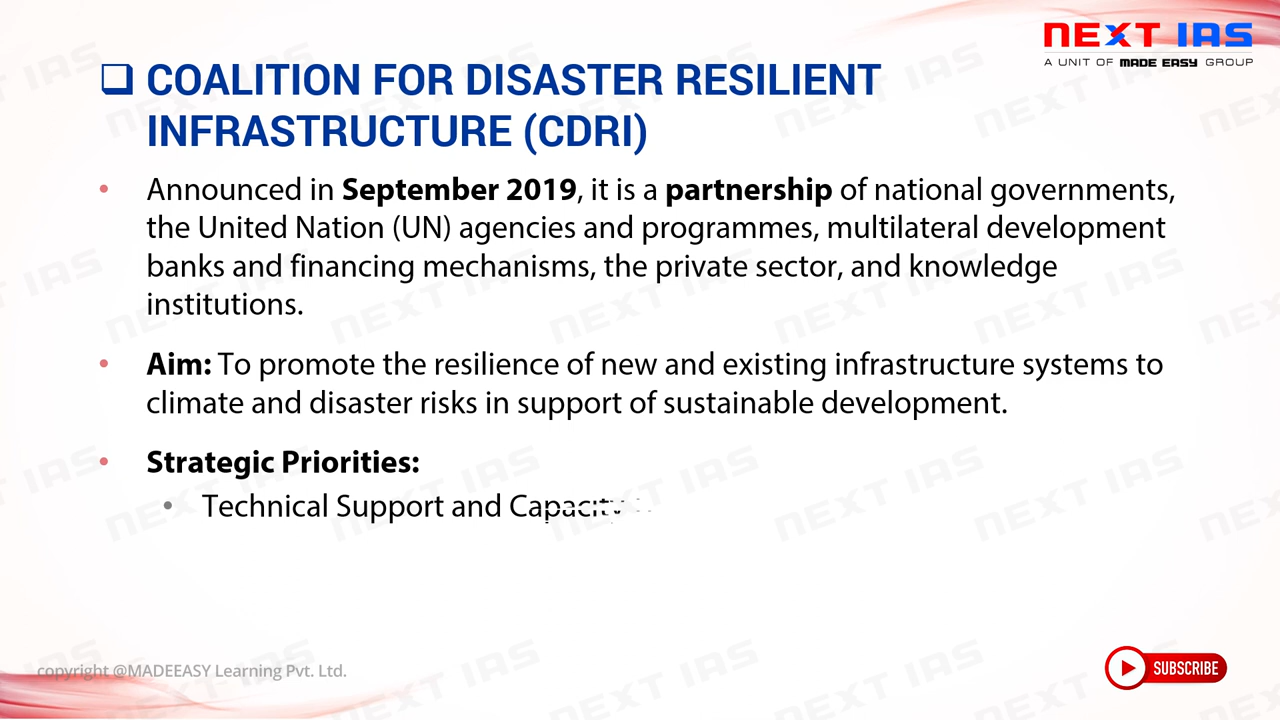 NEXT IAS
A UNIT OF MADE EASY GROUP
❑ COALITION FOR DISASTER RESILIENT
INFRASTRUCTURE (CDRI)
• Announced in September 2019, it is a partnership of national governments,
the United Nation (UN) agencies and programmes, multilateral development
banks and financing mechanisms, the private sector, and knowledge
institutions.
• Aim: To promote the resilience of new and existing infrastructure systems to
climate and disaster risks in support of sustainable development.
• Strategic Priorities:
• Technical Support and Capacity
copyright @MADEEASY Learning Pvt. Ltd.
SUBSCRIBE